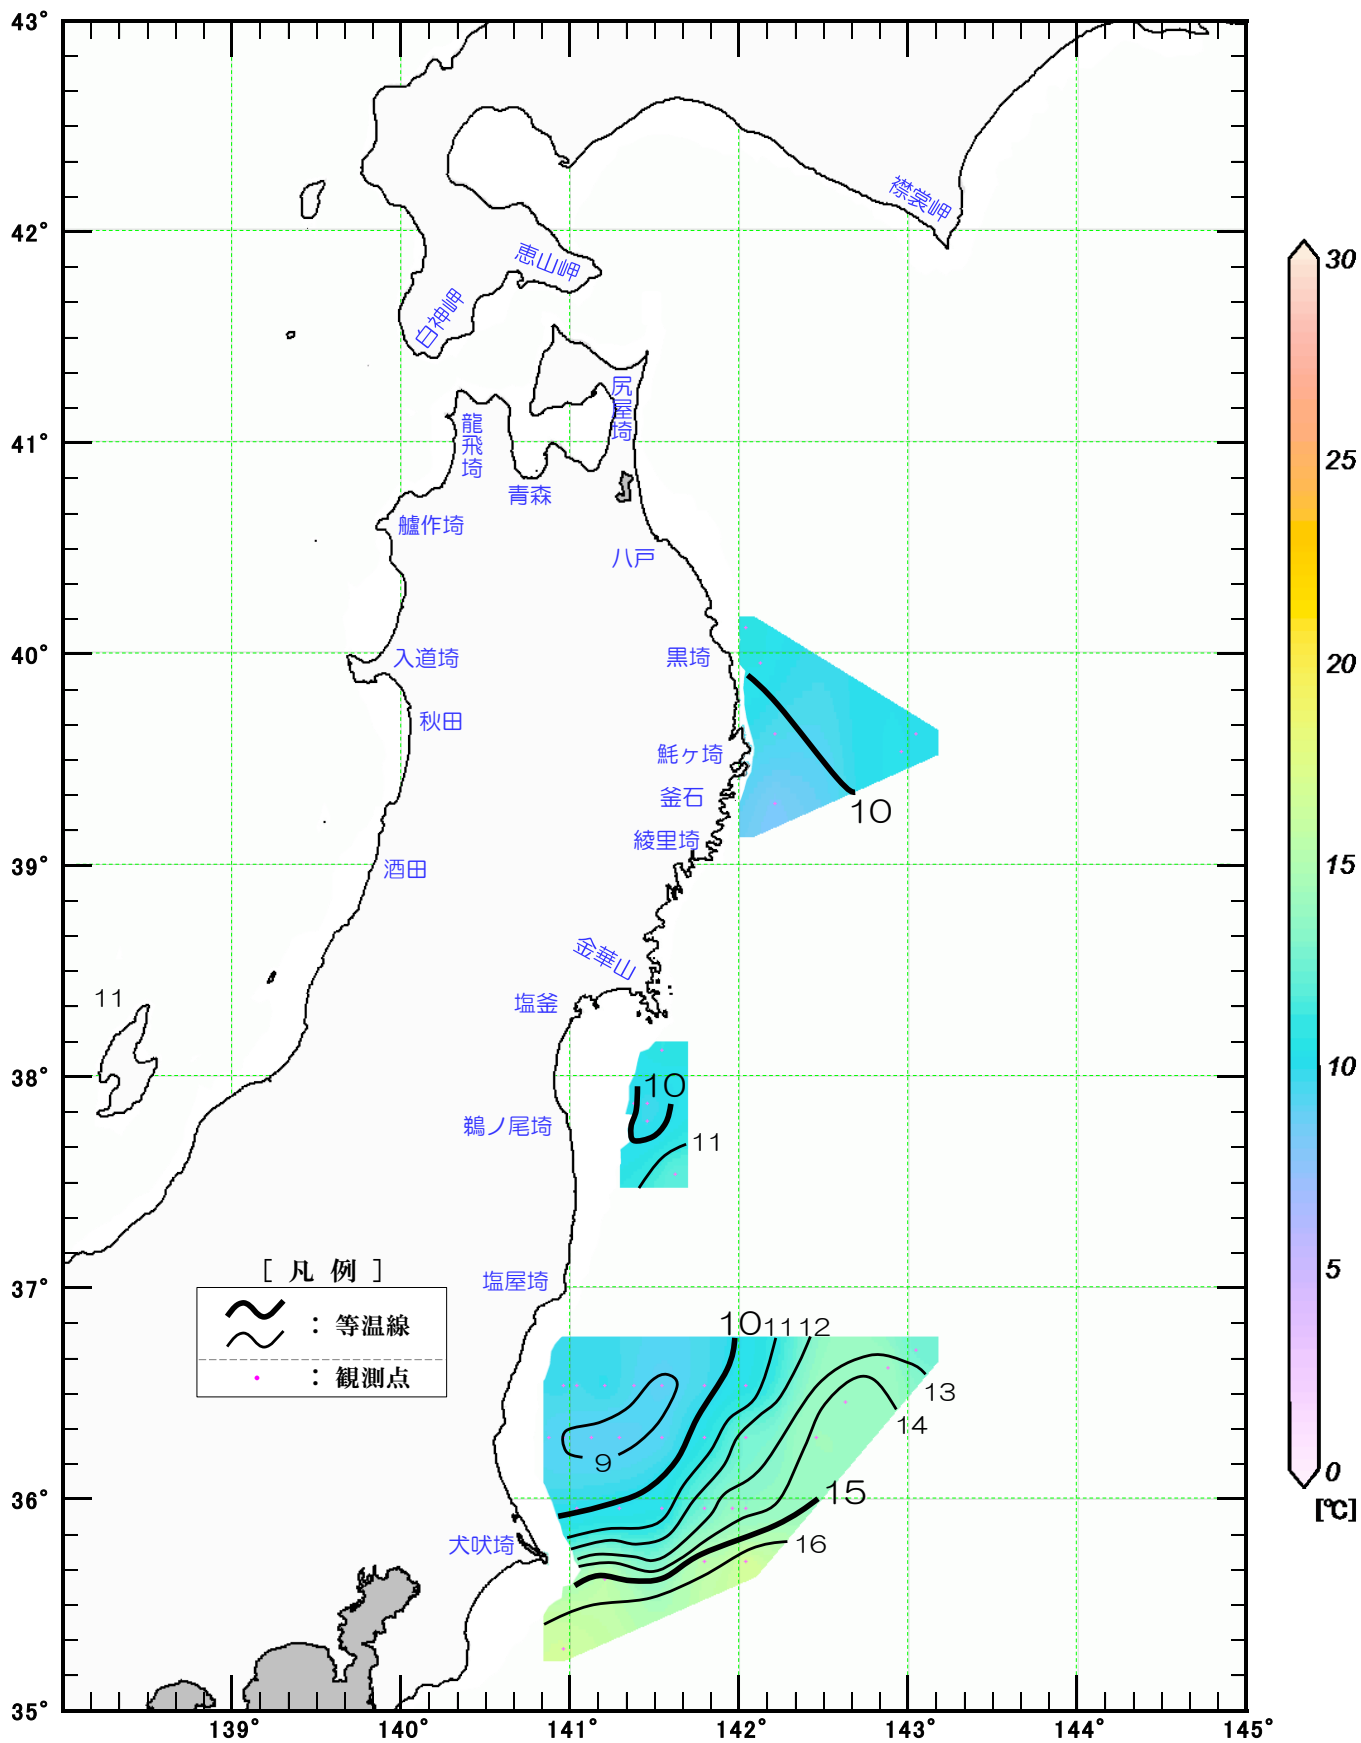 43°
襟裳岬
42°
恵山岬
30
白神岬
尻屋埼
41°
龍飛埼
25
青森
艫作埼
八戸
40°
入道埼
黒埼
20
秋田
魹ヶ埼
釜石
10
綾里埼
39°
酒田
15
金華山
11
塩釜
38°
10
10
鵜ノ尾埼
11
5
[ 凡 例 ]
37°
塩屋埼
： 等温線
10 11 12
： 観測点
13
14
9
0
36°
15
[℃]
犬吠埼
16
35°
139° 140° 141° 142° 143° 144° 145°